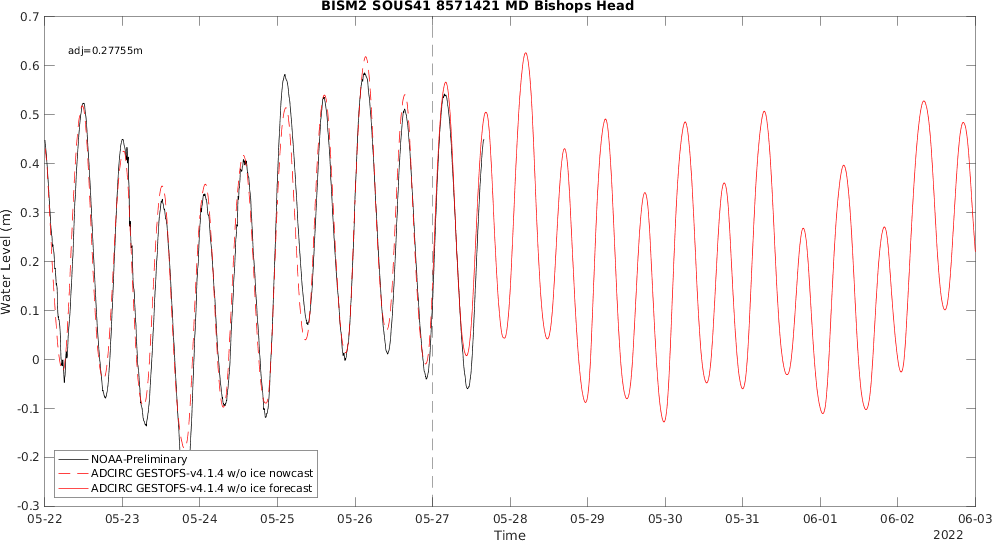 BISM2 SOUS41 8571421 MD Bishops Head
adj=0.27755m
Water Level (m)
0.7
0.6
0.5
0.4
0.3
0.2
0.1
0
-0.1
-0.2
-0.3
NOAA-Preliminary
ADCIRC GESTOFS-v4.1.4 w/o ice nowcast
ADCIRC GESTOFS-v4.1.4 w/o ice forecast
05-22 05-23 05-24 05-25 05-26 05-27 05-28 05-29 05-30 05-31 06-01 06-02 06-03
Time
2022